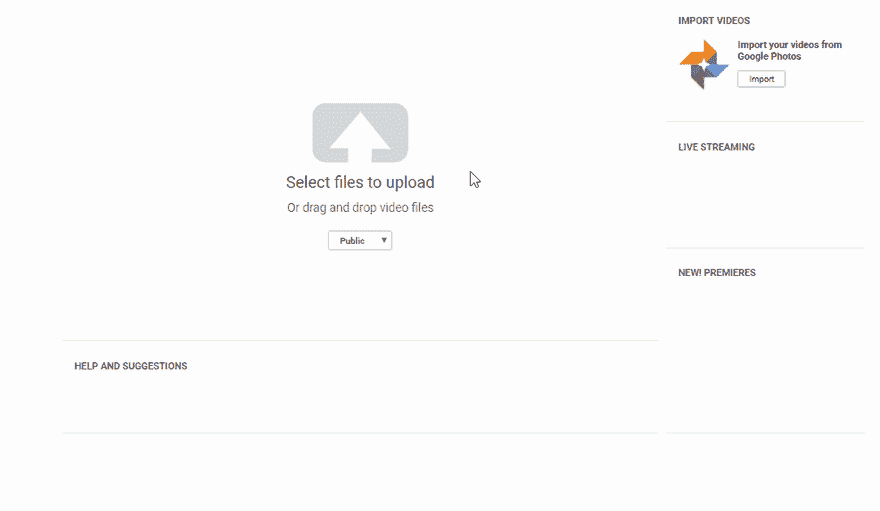 Select files to upload
Or drag and drop video files
Public
HELP AND SUGGESTIONS
IMPORT VIDEOS
Import your videos from
Google Photos
Import
LIVE STREAMING
NEW! PREMIERES